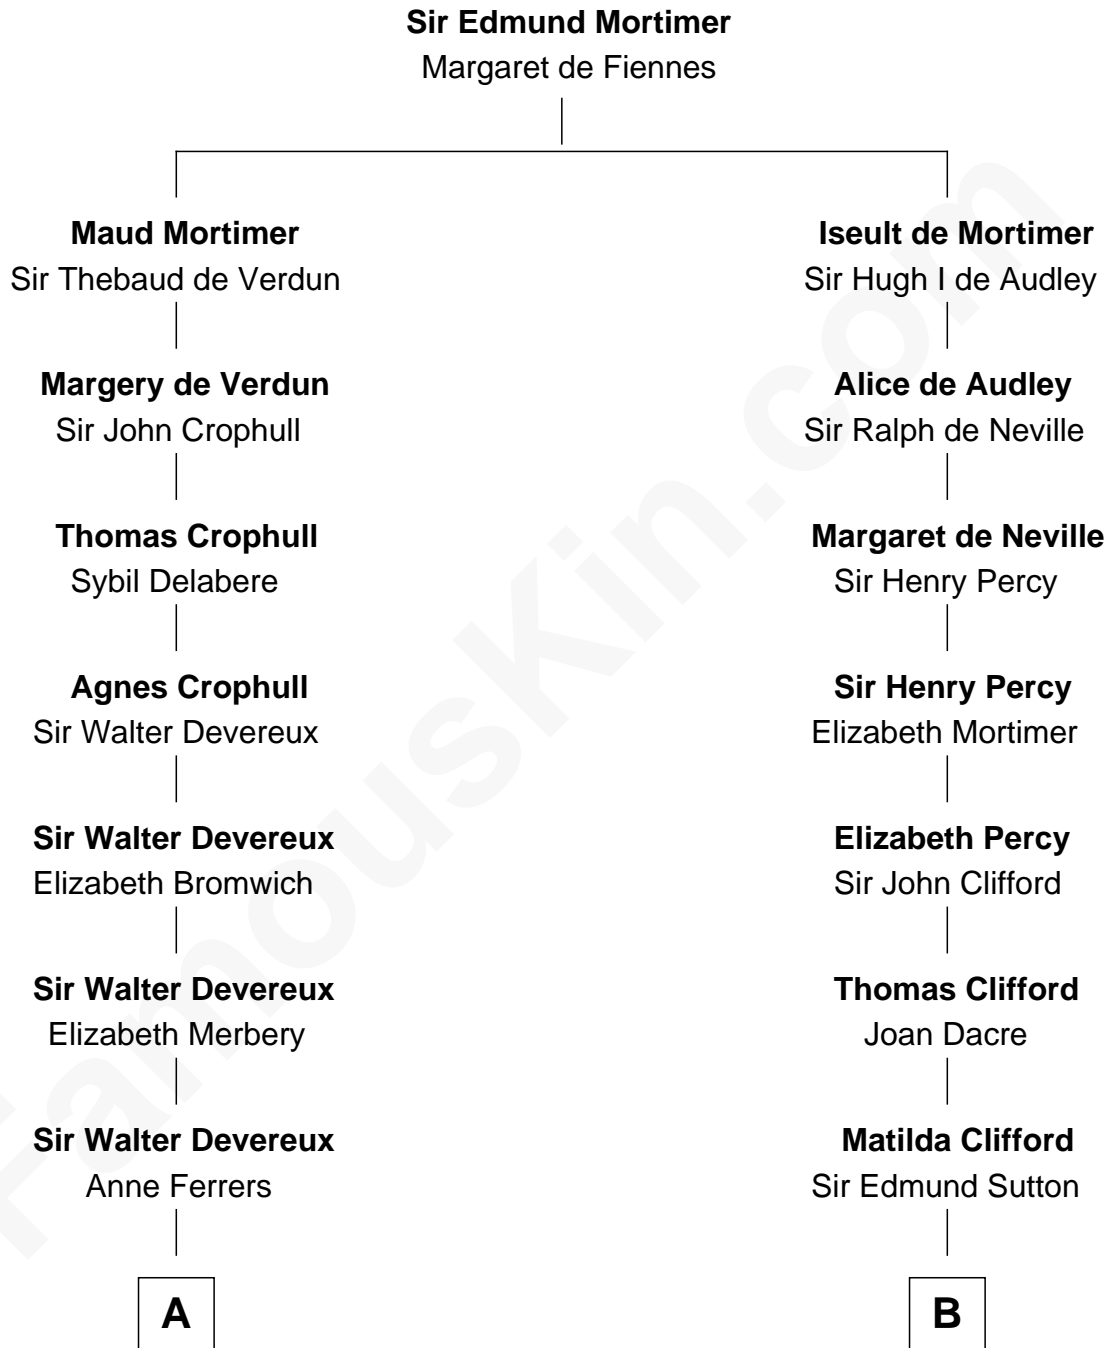 Sir Edmund Mortimer
Margaret de Fiennes
Maud Mortimer
Sir Thebaud de Verdun
Iseult de Mortimer
Sir Hugh I de Audley
Margery de Verdun
Sir John Crophull
Alice de Audley
Sir Ralph de Neville
Thomas Crophull
Sybil Delabere
Margaret de Neville
Sir Henry Percy
Agnes Crophull
Sir Walter Devereux
Sir Henry Percy
Elizabeth Mortimer
Sir Walter Devereux
Elizabeth Bromwich
Elizabeth Percy
Sir John Clifford
Sir Walter Devereux
Elizabeth Merbery
Thomas Clifford
Joan Dacre
Sir Walter Devereux
Anne Ferrers
Matilda Clifford
Sir Edmund Sutton
A
B
FamousKin.com